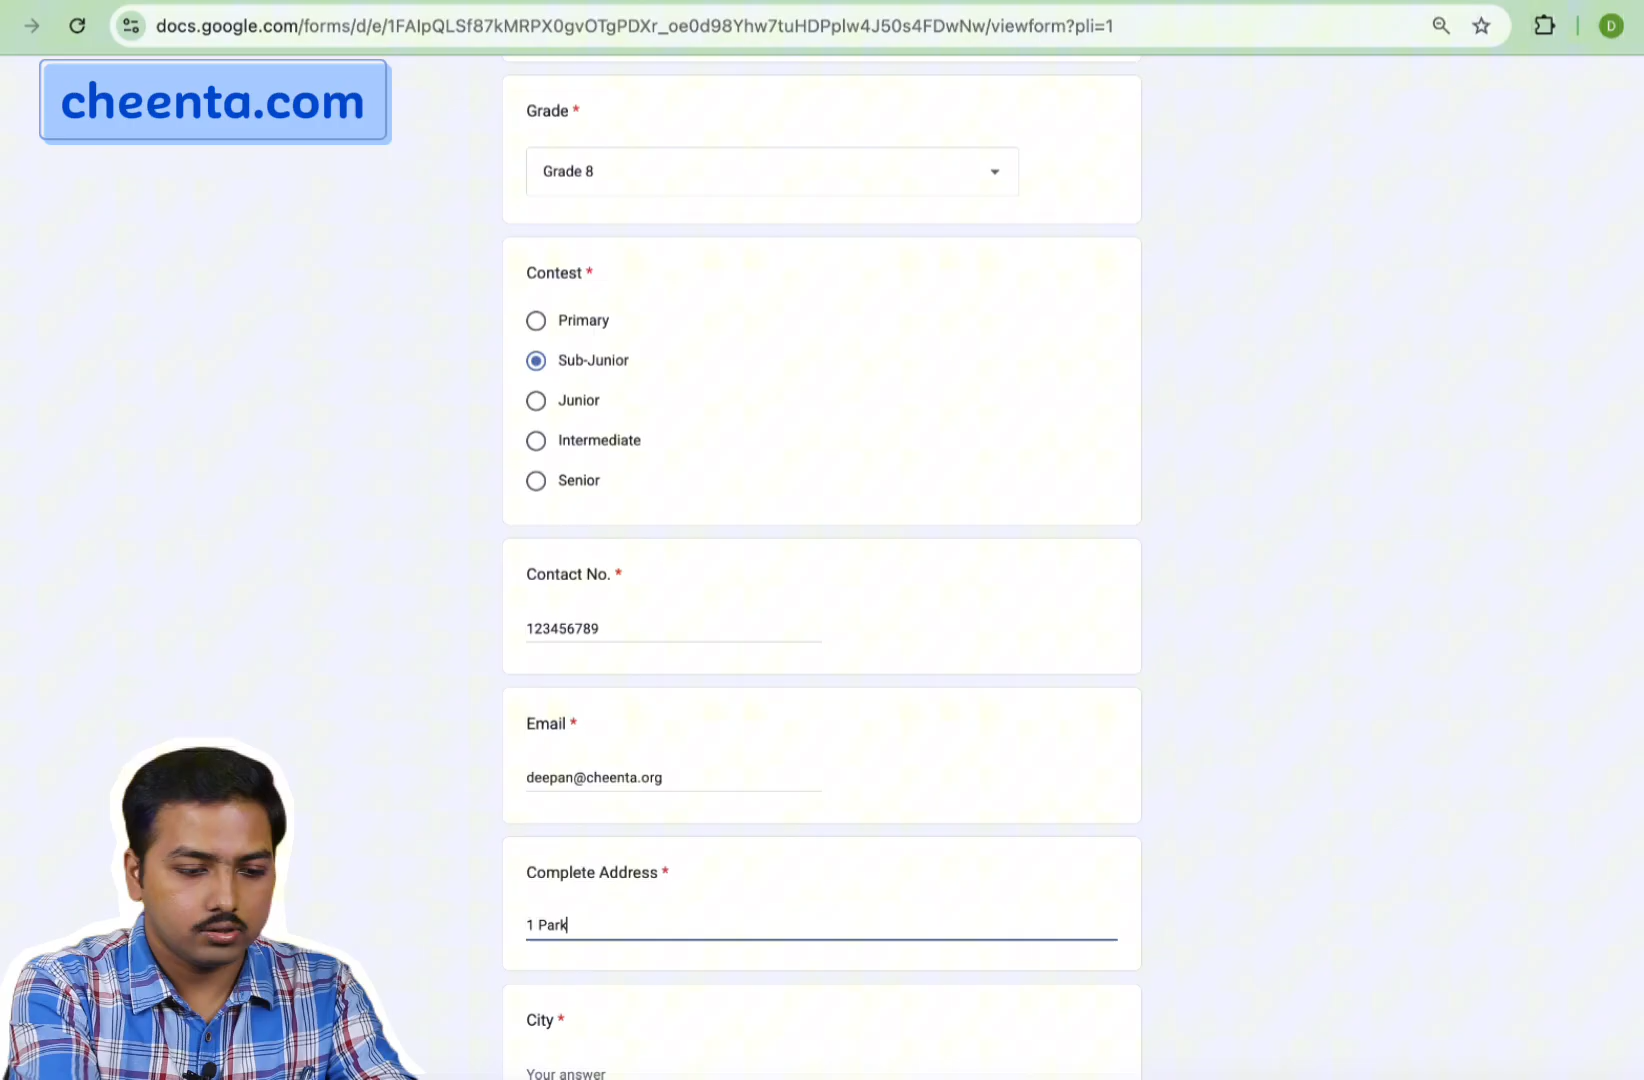 docs.google.com/forms/d/e/1FAIpQLSf87kMRPX0gvOTgPDXr_oe0d98Yhw7tuHDPplw4J50s4FDwNw/viewform?pli=1
D
cheenta.com
Grade *
Grade 8
Contest *
Primary
Sub-Junior
Junior
Intermediate
Senior
Contact No. *
123456789
Email *
deepan@cheenta.org
Complete Address *
1 Park
City *
Your answer